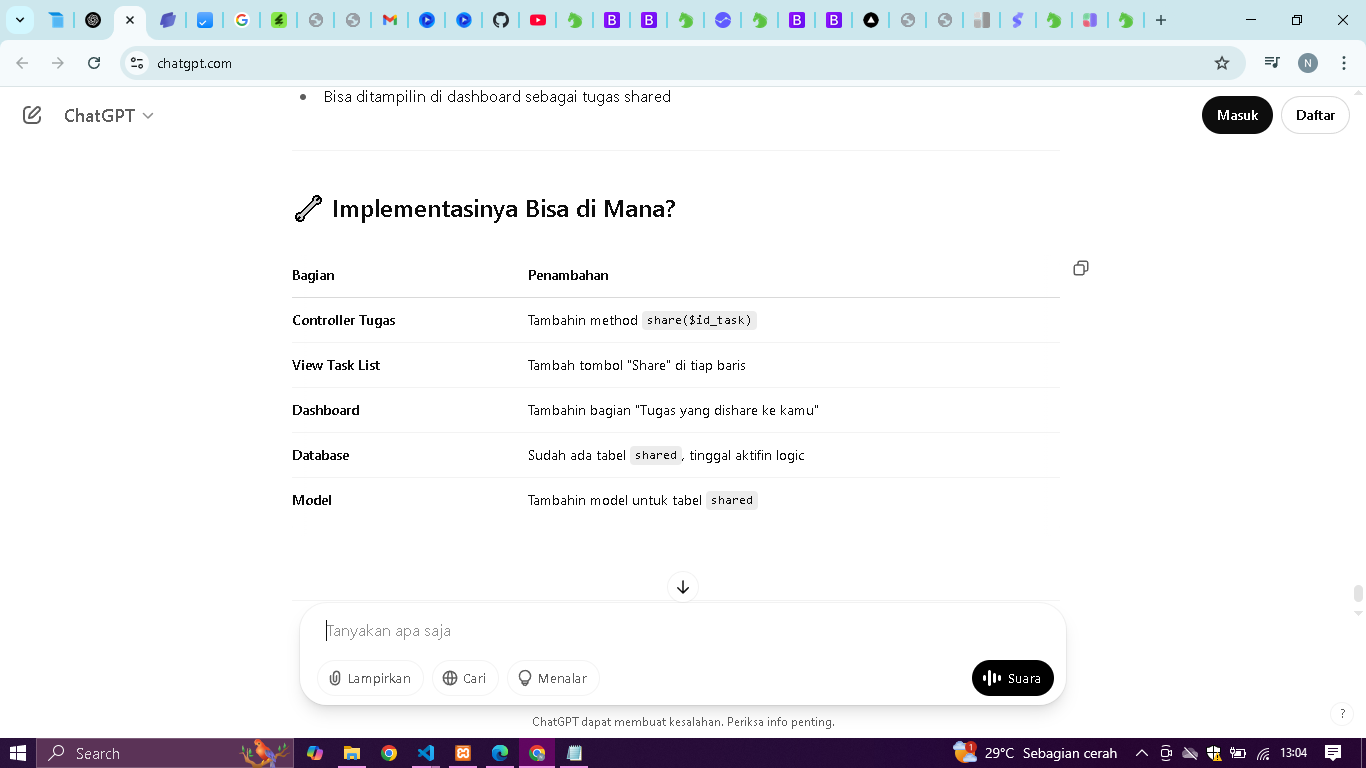 chatgpt.com
N
Bisa ditampilin di dashboard sebagai tugas shared
ChatGPT
Masuk
Daftar
Implementasinya Bisa di Mana?
Bagian Penambahan
Controller Tugas Tambahin method share($id_task)
View Task List Tambah tombol "Share" di tiap baris
Dashboard Tambahin bagian "Tugas yang dishare ke kamu"
Database Sudah ada tabel shared, tinggal aktifin logic
Model Tambahin model untuk tabel shared
Tanyakan apa saja
Lampirkan Cari Menalar Suara
ChatGPT dapat membuat kesalahan. Periksa info penting.
?
Search 1 29°C Sebagian cerah 13:04